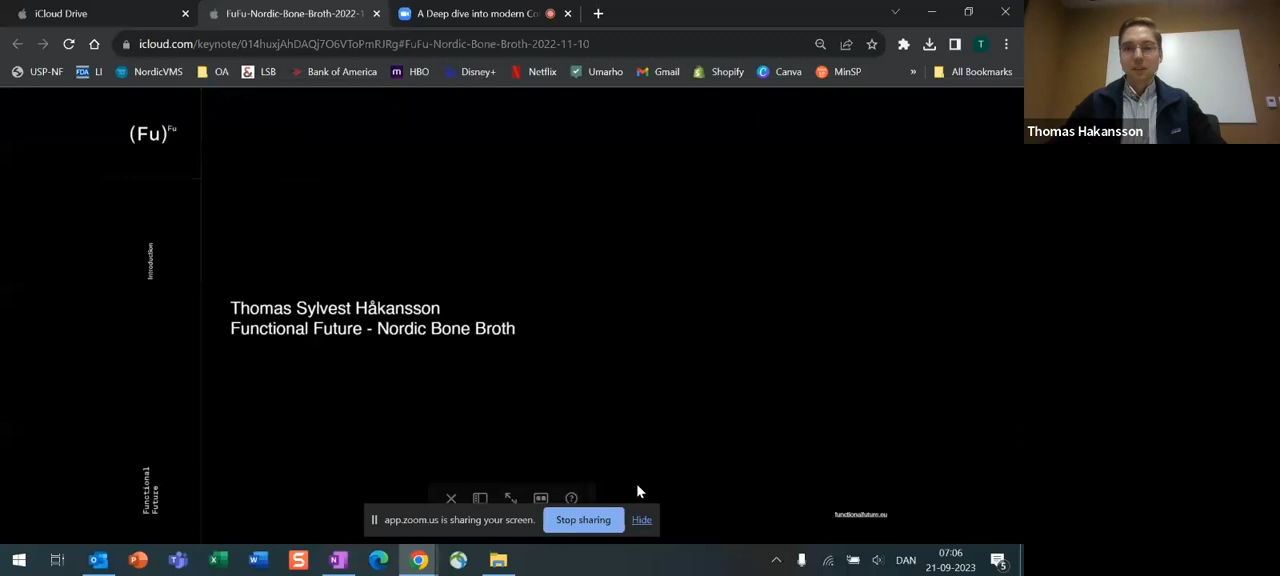 iCloud Drive
FuFu-Nordic-Bone-Broth-2022-1
A Deep dive into modern Co
icloud.com/keynote/014huxjAhDAQj7O6VToPmRJRg#FuFu-Nordic-Bone-Broth-2022-11-10
USP-NF
FDA
LI
NordicVMS
OA
&
LSB
Bank of America
m
HBO
Disney+
Netflix
Umarho
Gmail
Shopify
Canva
MinSP
»
All Bookmarks
T
Thomas Hakansson
(Fu)Fu
Introduction
Thomas Sylvest Håkansson
Functional Future - Nordic Bone Broth
Functional
Future
app.zoom.us is sharing your screen.
Stop sharing
Hide
functionalfuture.eu
DAN
07:06
21-09-2023
5